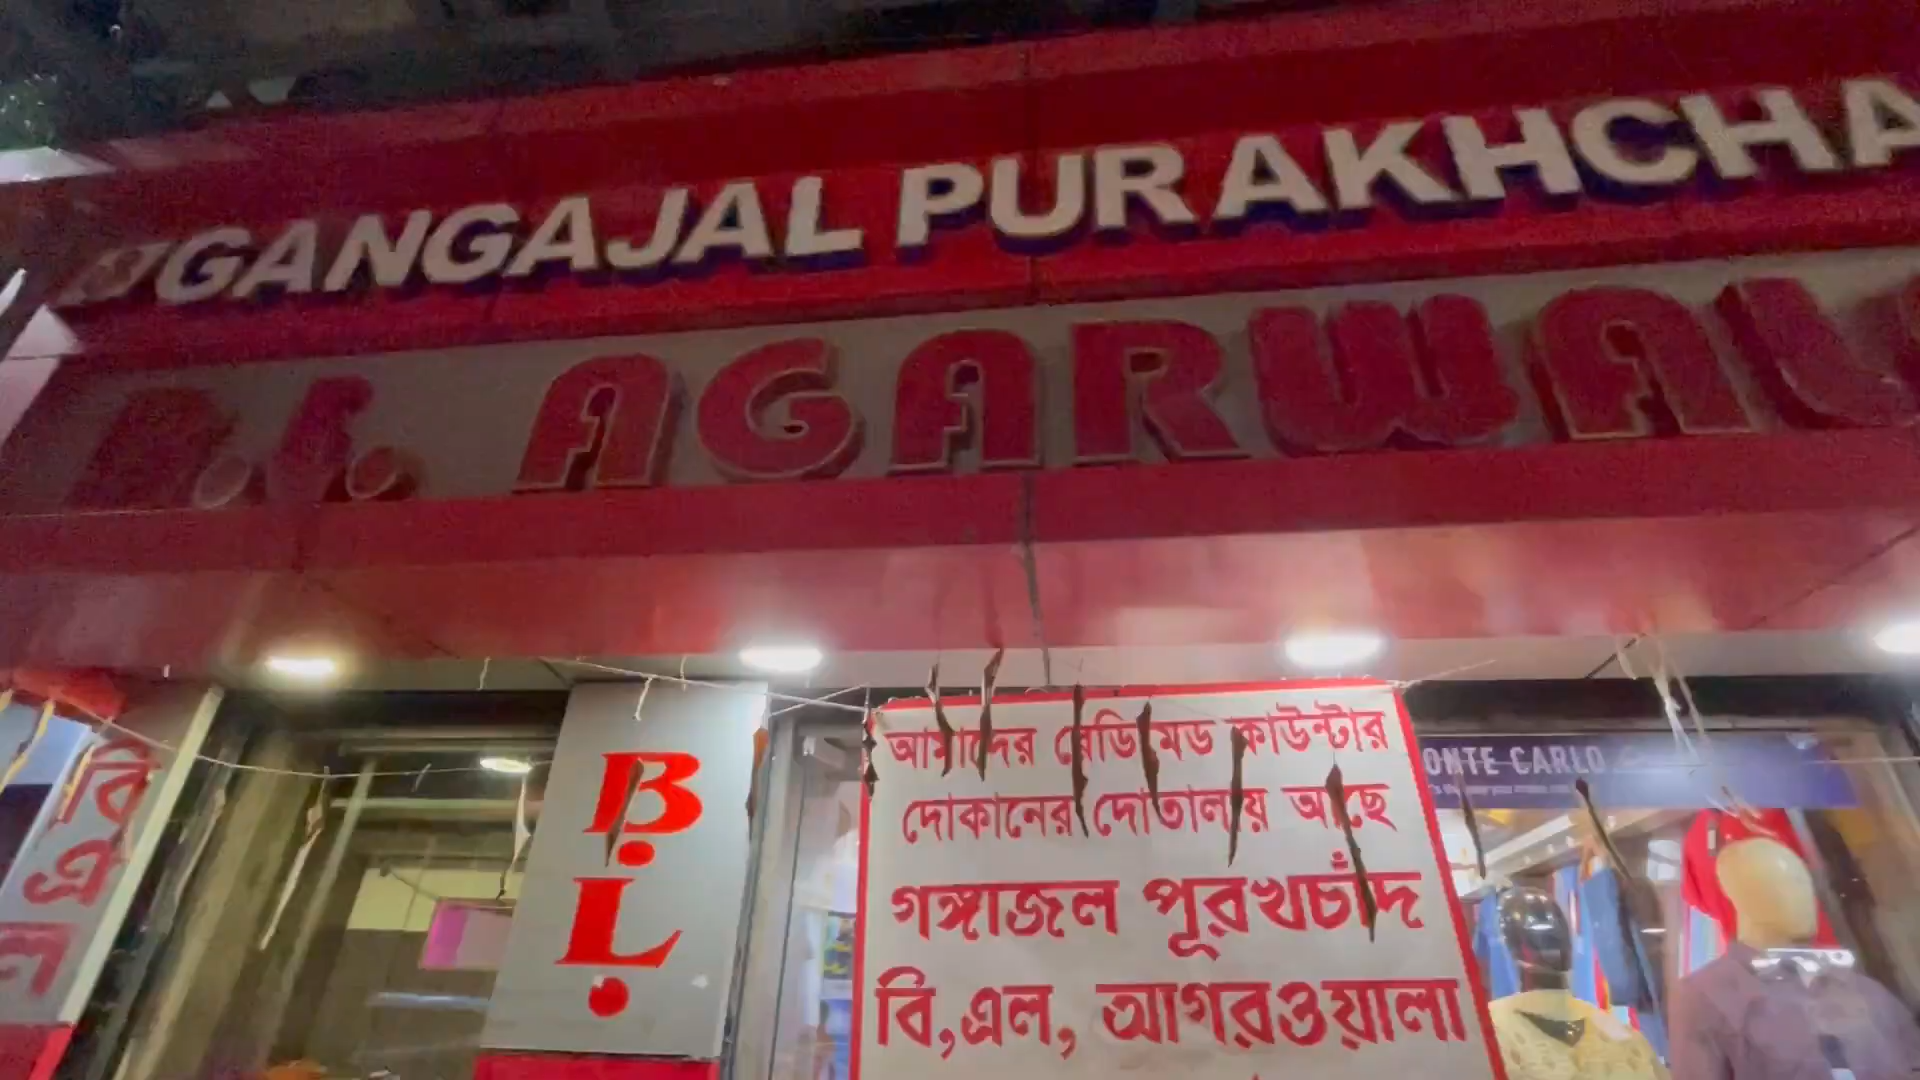 GANGAJAL PURAKHCHA
B.L. AGARWAL
বি
এ
ল
B.
L.
আমাদের রেডিমেড কাউন্টার
দোকানের দোতালায় আছে
গঙ্গাজল পূরখচাঁদ
বি,এল, আগরওয়ালা
ONTE CARLO